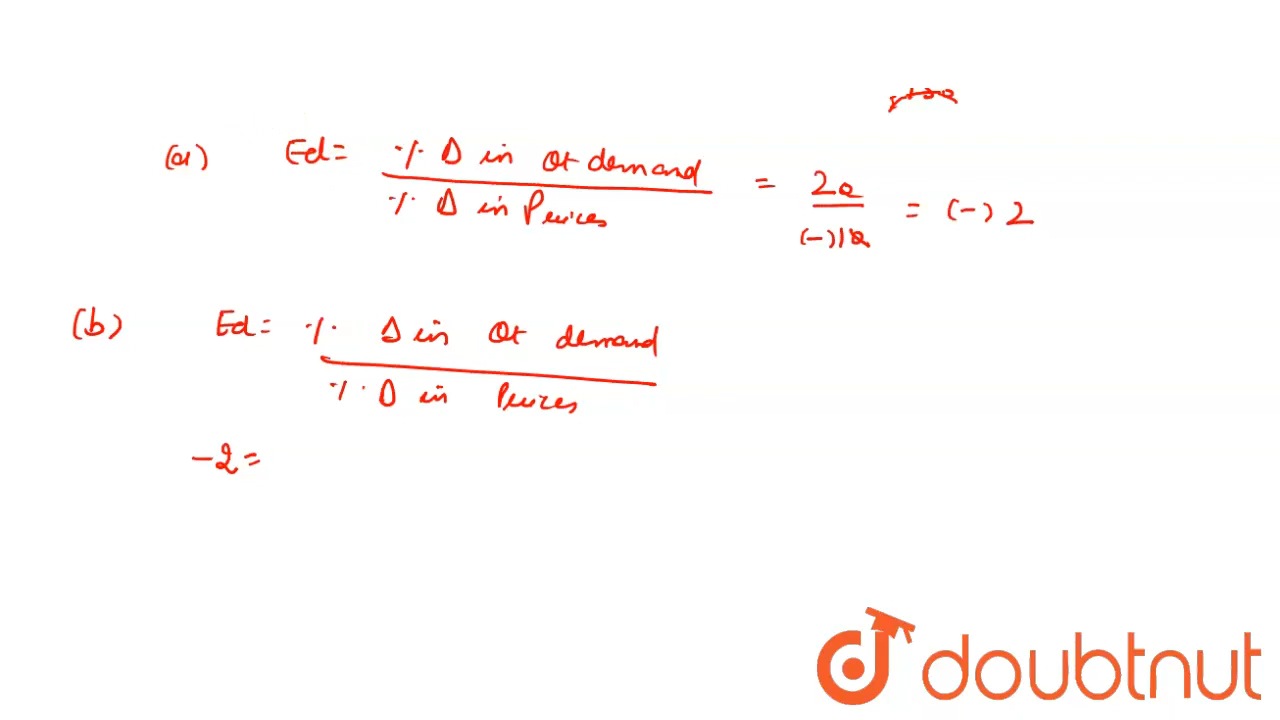 (a) Ed = % Δ in Qt demand / % Δ in Prices = 20 / (-)10 = (-) 2
(b) Ed = % Δ in Qt demand / % Δ in Prices
-2 =
doubtnut